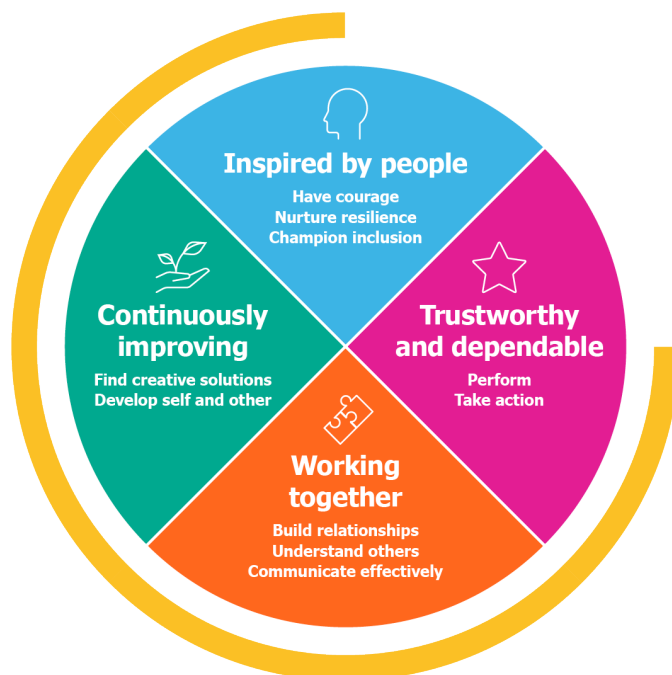 Inspired by people
Have courage
Nurture resilience
Champion inclusion
Continuously
improving
Find creative solutions
Develop self and other
Trustworthy
and dependable
Perform
Take action
Working
together
Build relationships
Understand others
Communicate effectively